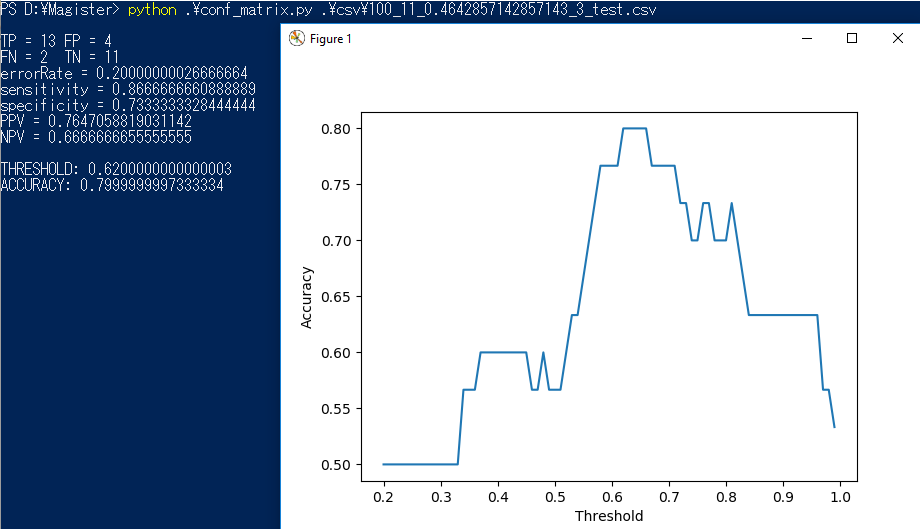 PS D:¥Magister> python .¥conf_matrix.py .¥csv¥100_11_0.4642857142857143_3_test.csv
TP = 13 FP = 4
FN = 2 TN = 11
errorRate = 0.20000000026666664
sensitivity = 0.8666666660888889
specificity = 0.7333333328444444
PPV = 0.7647058819031142
NPV = 0.6666666655555555
THRESHOLD: 0.6200000000000003
ACCURACY: 0.7999999997333334
Figure 1
0.80
0.75
0.70
0.65
0.60
0.55
0.50
Accuracy
0.2 0.3 0.4 0.5 0.6 0.7 0.8 0.9 1.0
Threshold